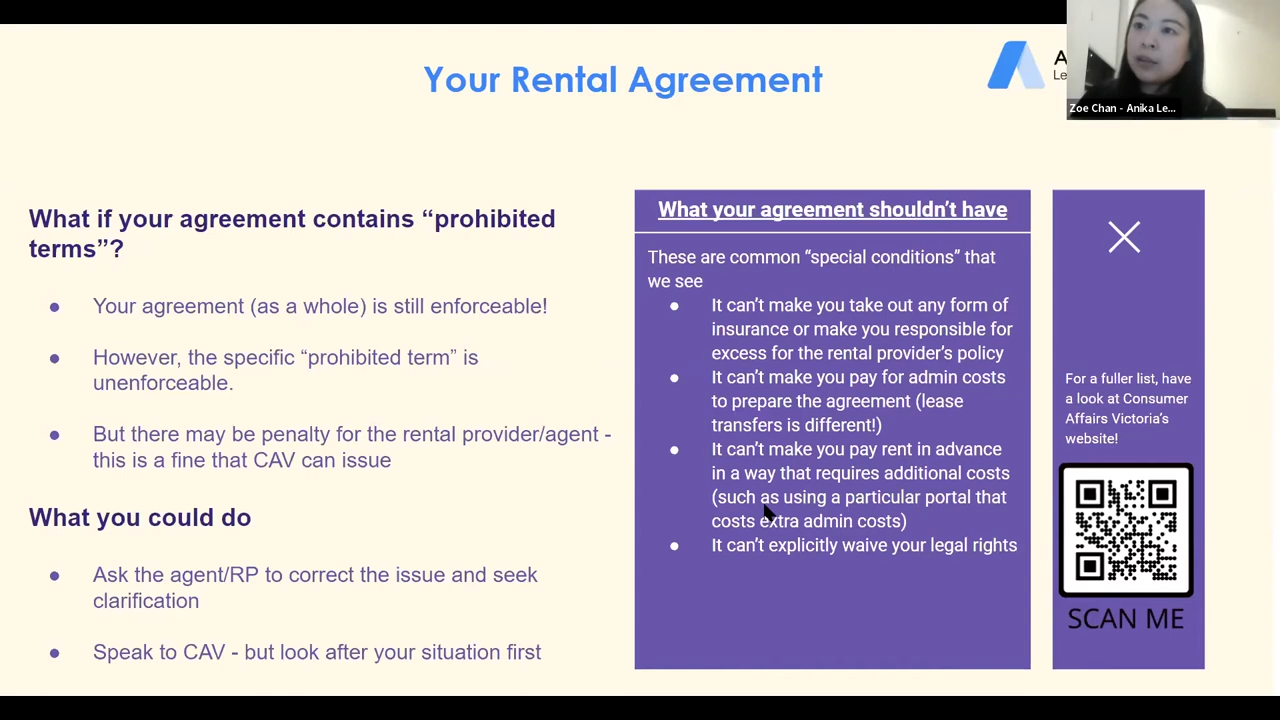 Your Rental Agreement
A
Le
Zoe Chan - Anika Le...
What if your agreement contains “prohibited
terms”?
● Your agreement (as a whole) is still enforceable!
● However, the specific “prohibited term” is
unenforceable.
● But there may be penalty for the rental provider/agent -
this is a fine that CAV can issue
What you could do
● Ask the agent/RP to correct the issue and seek
clarification
● Speak to CAV - but look after your situation first
What your agreement shouldn’t have
These are common “special conditions” that
we see
● It can’t make you take out any form of
insurance or make you responsible for
excess for the rental provider’s policy
● It can’t make you pay for admin costs
to prepare the agreement (lease
transfers is different!)
● It can’t make you pay rent in advance
in a way that requires additional costs
(such as using a particular portal that
costs extra admin costs)
● It can’t explicitly waive your legal rights
For a fuller list, have
a look at Consumer
Affairs Victoria’s
website!
SCAN ME